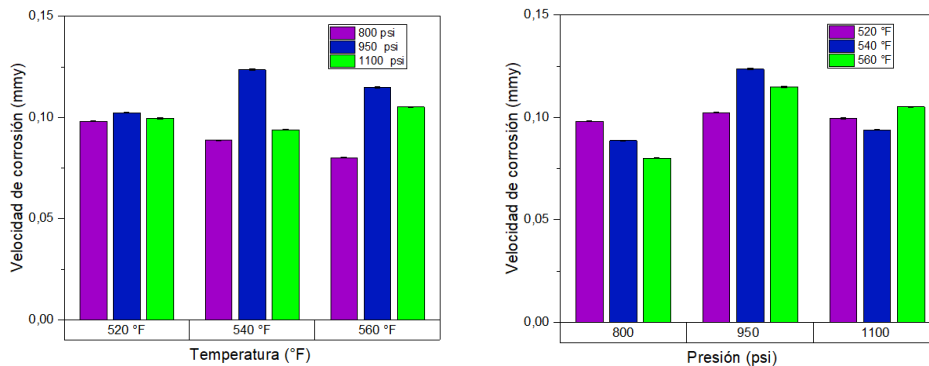 0,15
0,10
0,05
0,00
Velocidad de corrosión (mmy)
800 psi
950 psi
1100 psi
520 °F
540 °F
560 °F
Temperatura (°F)
0,15
0,10
0,05
0,00
Velocidad de corrosión (mmy)
520 °F
540 °F
560 °F
800
950
1100
Presión (psi)